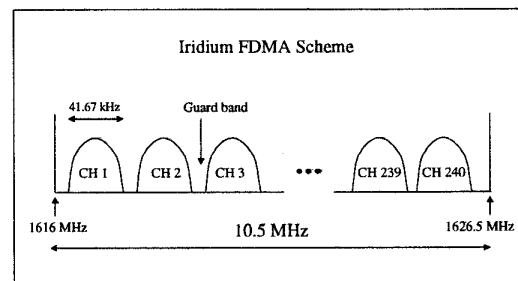 Iridium FDMA Scheme
41.67 kHz
Guard band
CH 1
CH 2
CH 3
CH 239
CH 240
1616 MHz
10.5 MHz
1626.5 MHz